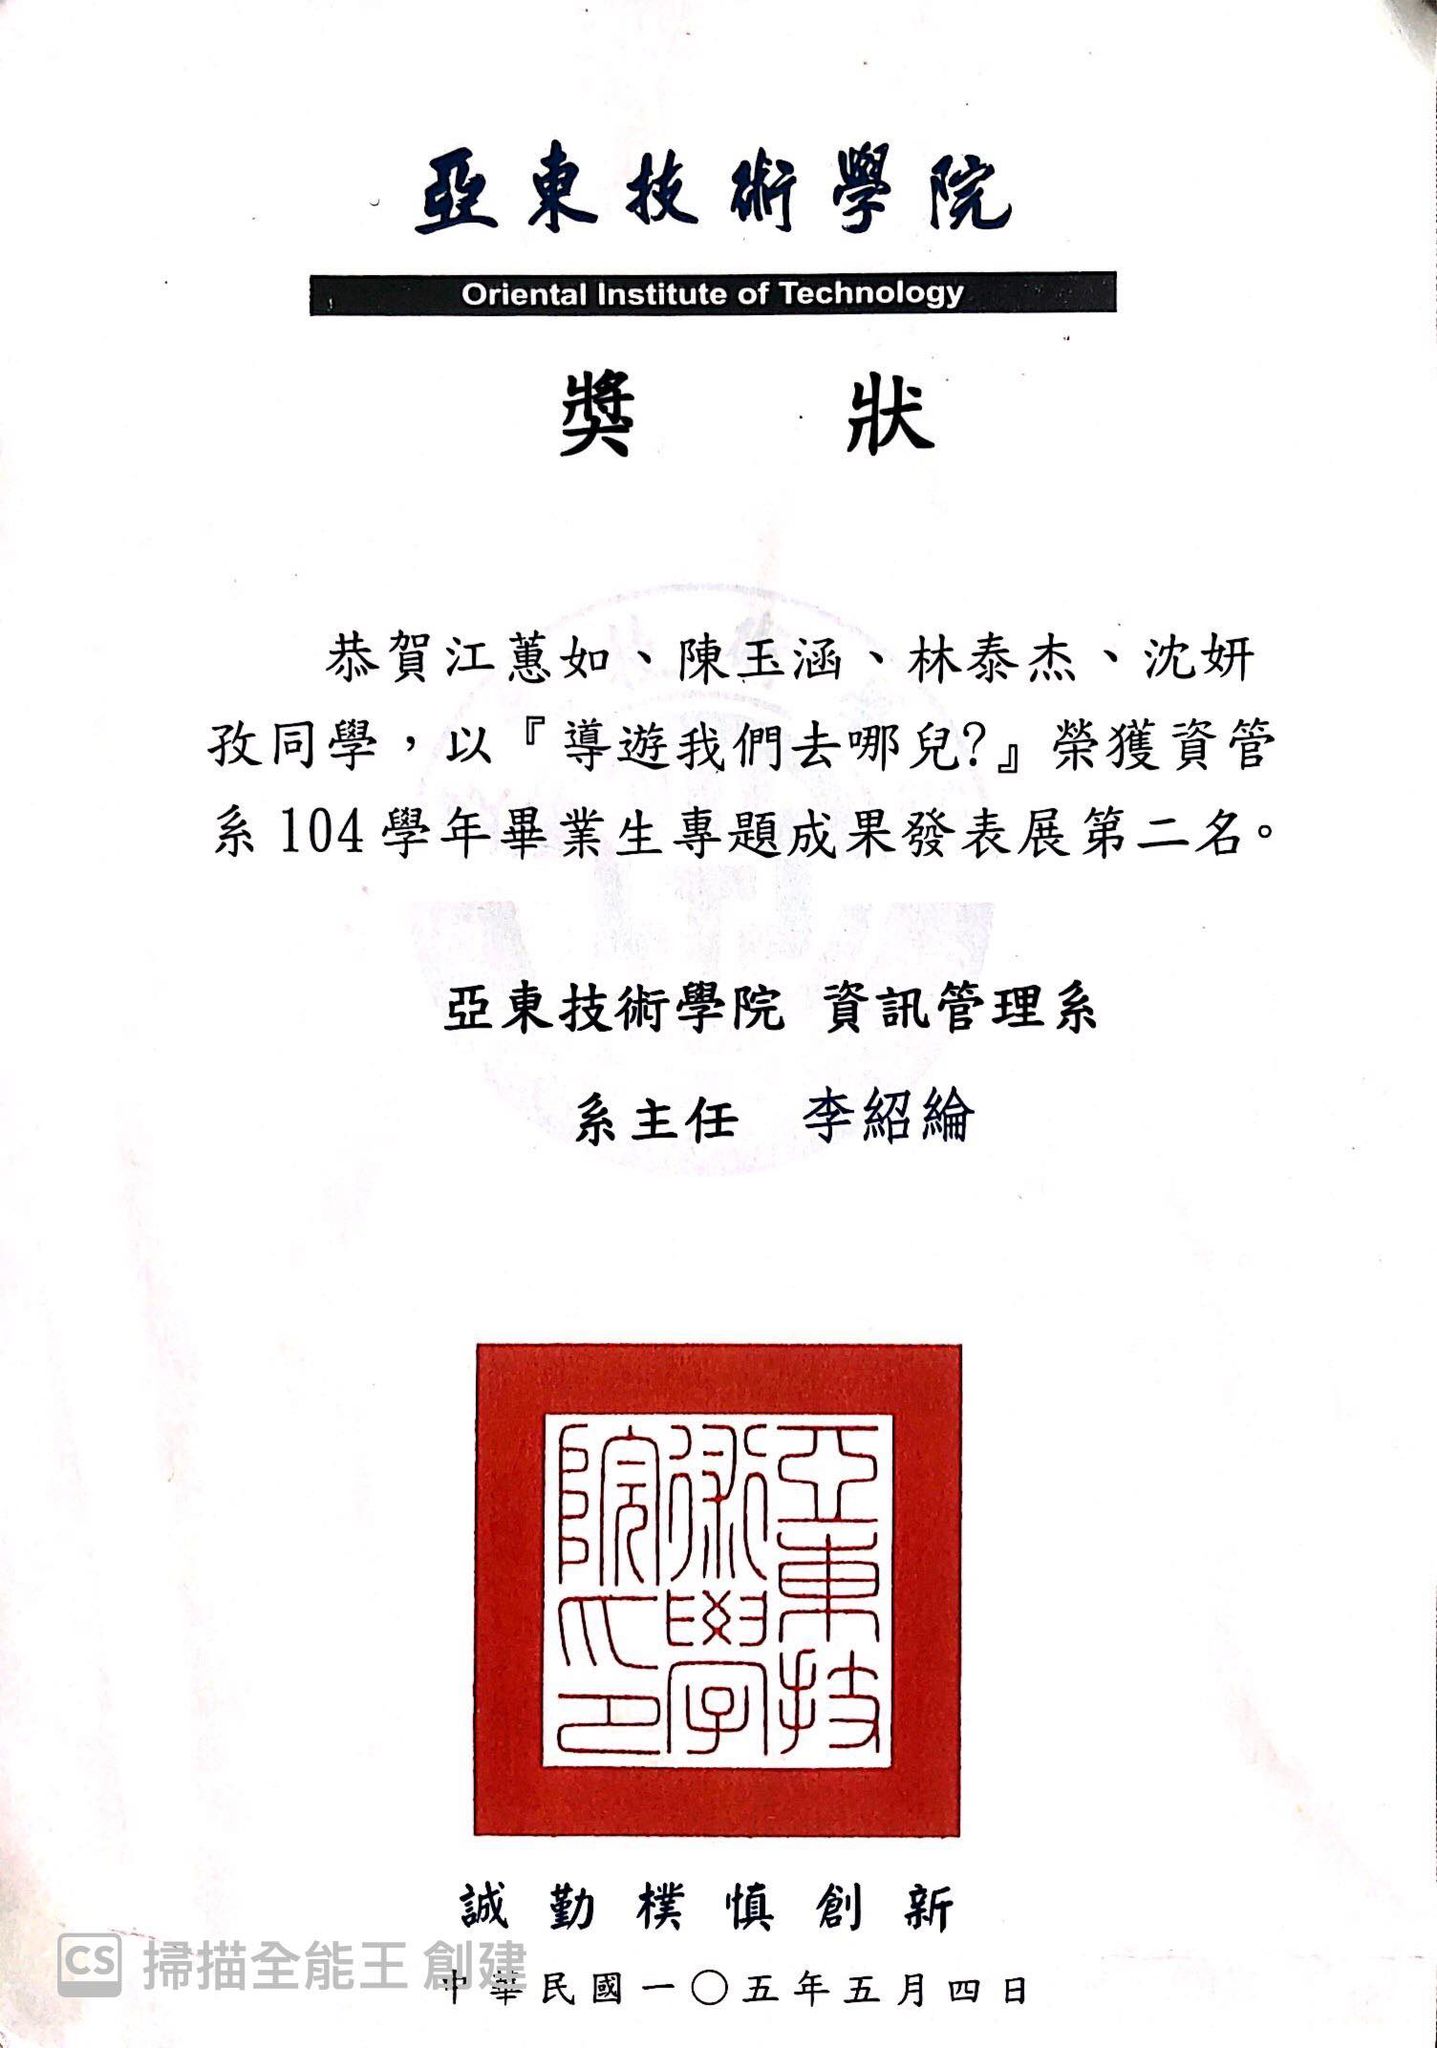 亞東技術學院
Oriental Institute of Technology
獎 狀
恭賀江蕙如、陳玉涵、林泰杰、沈妍
孜同學，以『導遊我們去哪兒?』榮獲資管
系 104 學年畢業生專題成果發表展第二名。
亞東技術學院 資訊管理系
系主任 李紹綸
亞東技
術學
院印
誠勤樸慎創新
CS 掃描全能王 創建
中華民國一〇五年五月四日